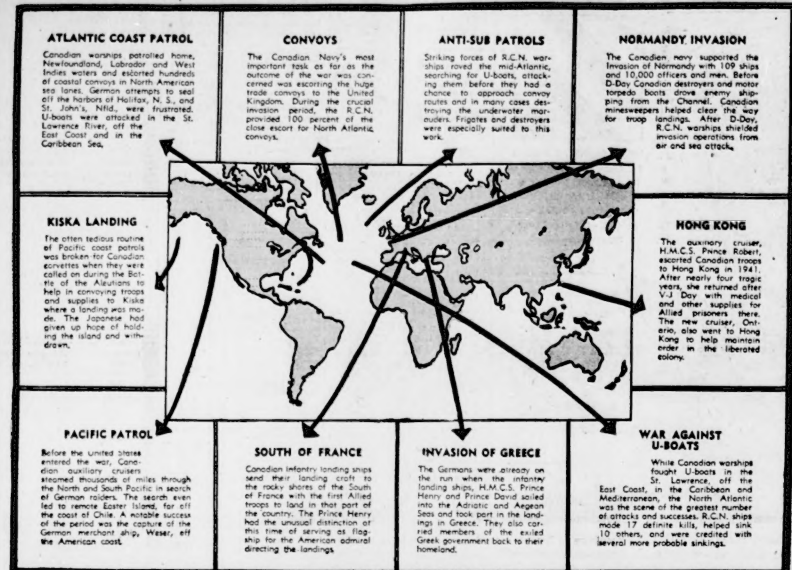 ATLANTIC COAST PATROL
Canadian warships patrolled home,
Newfoundland, Labrador and West
Indies waters and escorted hundreds
of coastal convoys in North American
sea lanes. German attempts to seal
off the harbors of Halifax, N. S., and
St. John's, Nfld., were frustrated.
U-boats were attacked in the St.
Lawrence River, off the
East Coast and in the
Caribbean Sea.
CONVOYS
The Canadian Navy's most
important task as far as the
outcome of the war was con-
cerned was escorting the huge
trade convoys to the United
Kingdom. During the crucial
invasion period, the R.C.N.
provided 100 percent of the
close escort for North Atlantic
convoys.
ANTI-SUB PATROLS
Striking forces of R.C.N. war-
ships roved the mid-Atlantic,
searching for U-boats, attack-
ing them before they had a
chance to approach convoy
routes and in many cases des-
troying the underwater mar-
auders. Frigates and destroyers
were especially suited to this
work.
NORMANDY INVASION
The Canadian navy supported the
Invasion of Normandy with 109 ships
and 10,000 officers and men. Before
D-Day Canadian destroyers and motor
torpedo boats drove enemy ship-
ping from the Channel. Canadian
minesweepers helped clear the way
for troop landings. After D-Day,
R.C.N. warships shielded
invasion operations from
air and sea attack.
KISKA LANDING
The often tedious routine
of Pacific coast patrols
was broken for Canadian
corvettes when they were
called on during the Bat-
tle of the Aleutians to
help in convoying troops
and supplies to Kiska
where a landing was ma-
de. The Japanese had
given up hope of hold-
ing the island and with-
drawn.
HONG KONG
The auxiliary cruiser,
H.M.C.S. Prince Robert,
escorted Canadian troops
to Hong Kong in 1941.
After nearly four tragic
years, she returned after
V-J Day with medical
and other supplies for
Allied prisoners there.
The new cruiser, Ont-
ario, also went to Hong
Kong to help maintain
order in the liberated
colony.
PACIFIC PATROL
Before the united States
entered the war, Cana-
dian auxiliary cruisers
steamed thousands of miles through
the North and South Pacific in search
of German raiders. The search even
led to remote Easter Island, far off
the coast of Chile. A notable success
of the period was the capture of the
German merchant ship, Weser, off
the American coast.
SOUTH OF FRANCE
Canadian infantry landing ships
send their landing craft to
the rocky shores of the South
of France with the first Allied
troops to land in that part of
the country. The Prince Henry
had the unusual distinction at
this time of serving as flag-
ship for the American admiral
directing the landings.
INVASION OF GREECE
The Germans were already on
the run when the infantry
landing ships, H.M.C.S. Prince
Henry and Prince David sailed
into the Adriatic and Aegean
Seas and took part in the land-
ings in Greece. They also car-
ried members of the exiled
Greek government back to their
homeland.
WAR AGAINST
U-BOATS
While Canadian warships
fought U-boats in the
St. Lawrence, off the
East Coast, in the Caribbean and
Mediterranean, the North Atlantic
was the scene of the greatest number
of attacks and successes. R.C.N. ships
made 17 definite kills, helped sink
10 others, and were credited with
several more probable sinkings.